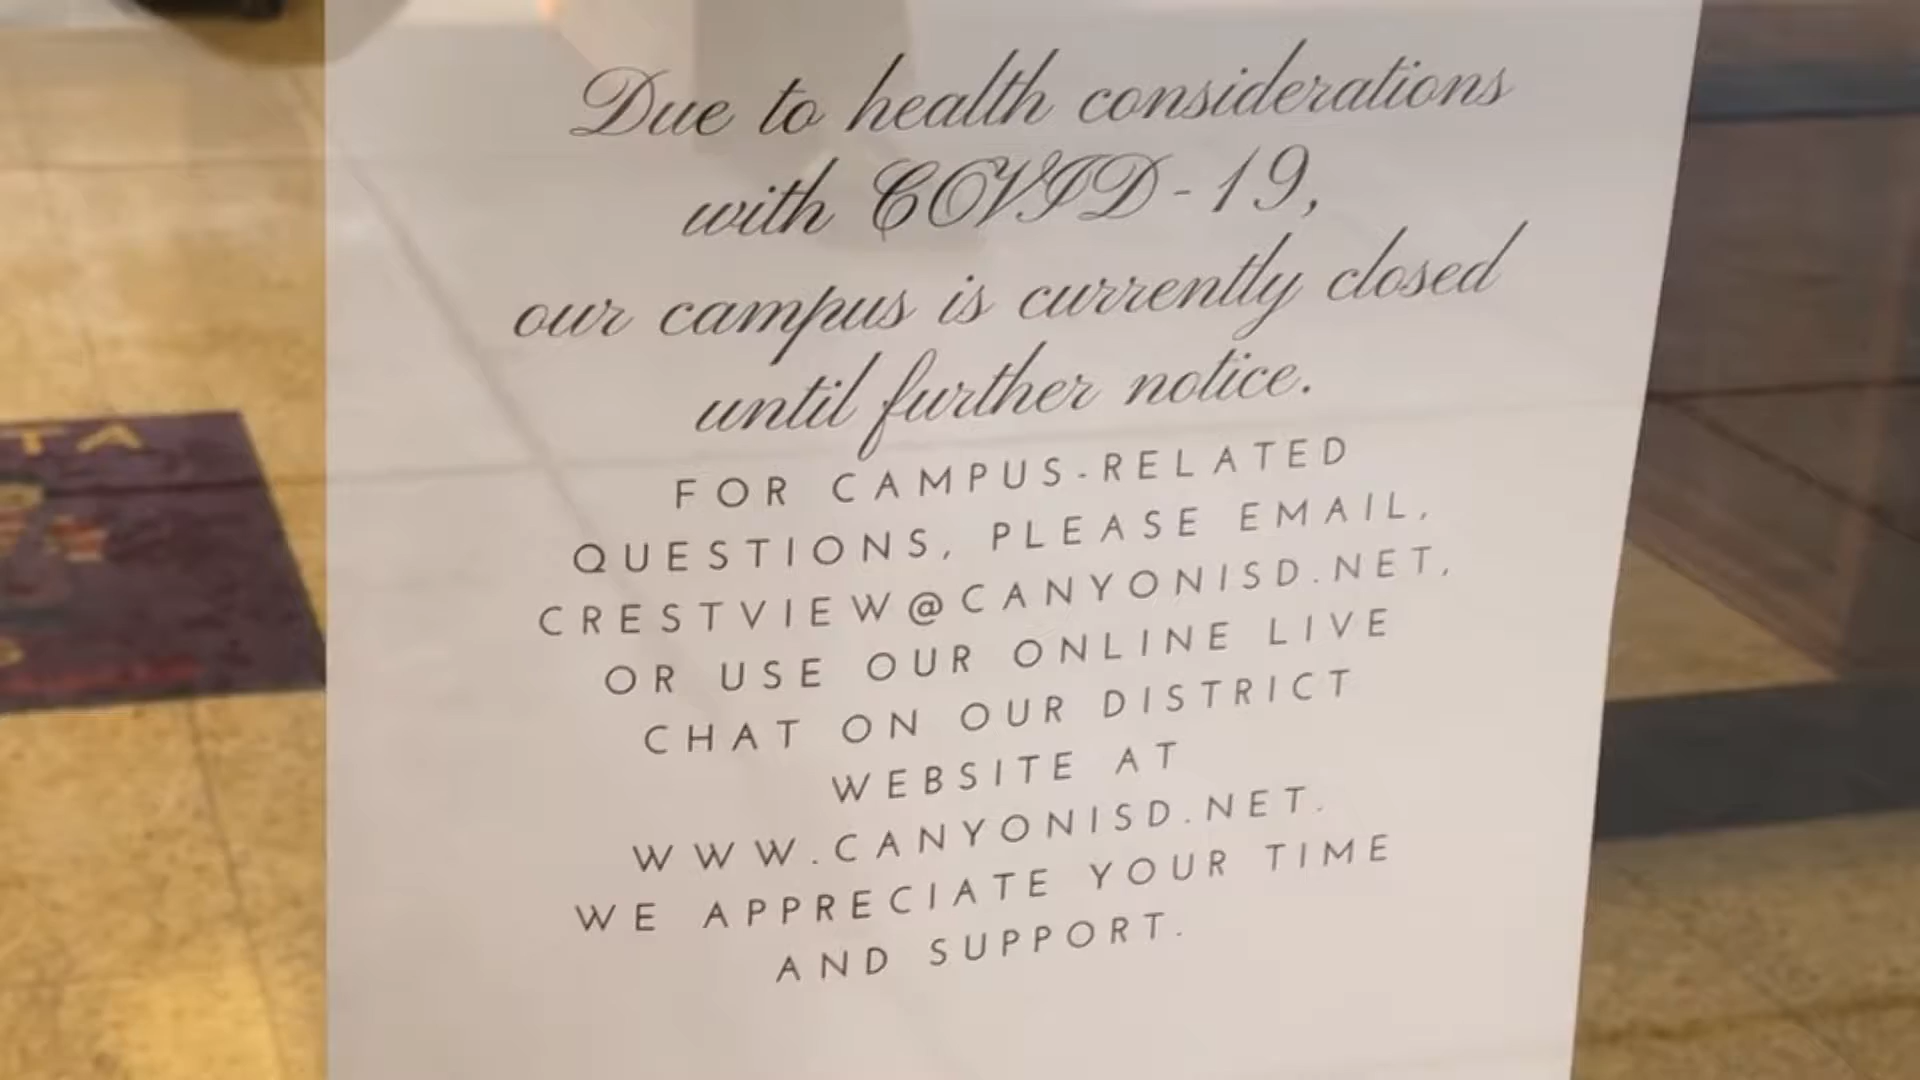 Due to health considerations
with COVID-19,
our campus is currently closed
until further notice.
FOR CAMPUS-RELATED
QUESTIONS, PLEASE EMAIL,
CRESTVIEW@CANYONISD.NET,
OR USE OUR ONLINE LIVE
CHAT ON OUR DISTRICT
WEBSITE AT
WWW.CANYONISD.NET.
WE APPRECIATE YOUR TIME
AND SUPPORT.